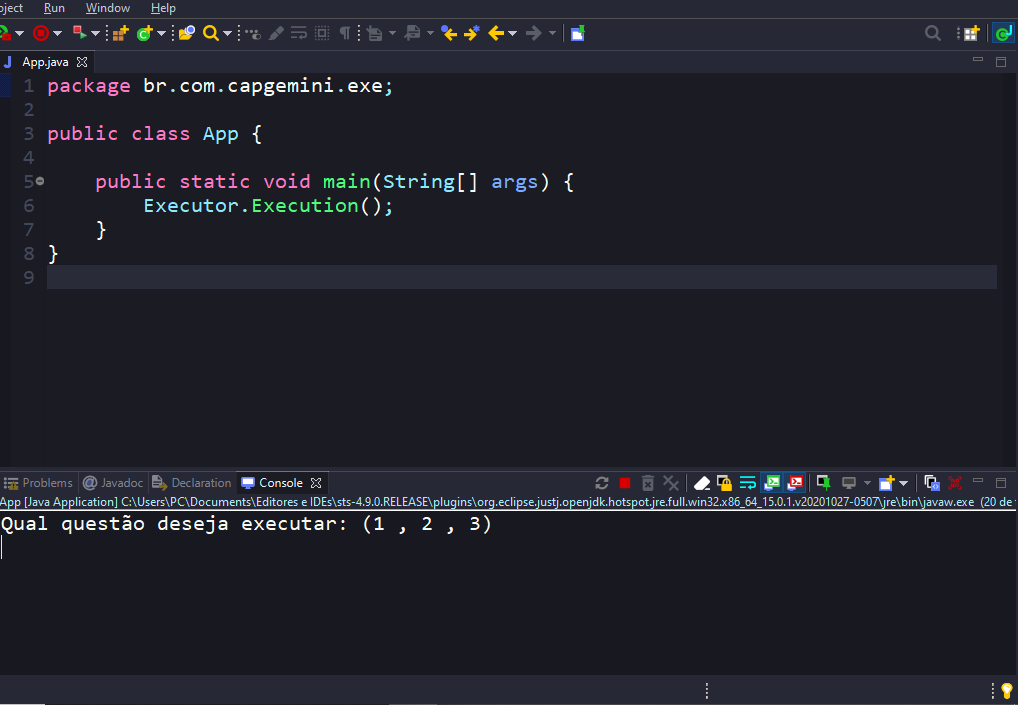 ject Run Window Help
App.java
1 package br.com.capgemini.exe;
2
3 public class App {
4
5 public static void main(String[] args) {
6 Executor.Execution();
7 }
8 }
9
Problems @ Javadoc Declaration Console
App [Java Application] C:\Users\PC\Documents\Editores e IDEs\sts-4.9.0.RELEASE\plugins\org.eclipse.justj.openjdk.hotspot.jre.full.win32.x86_64_15.0.1.v20201027-0507\jre\bin\javaw.exe (20 de
Qual questão deseja executar: (1 , 2 , 3)